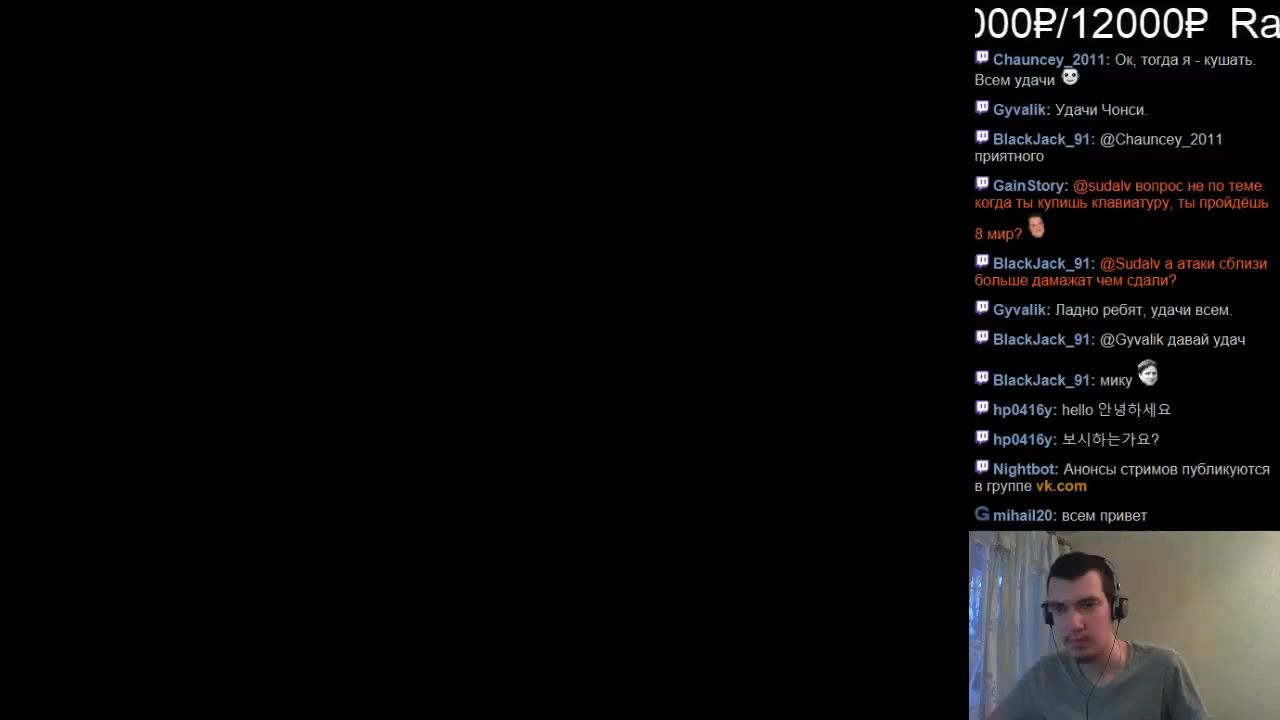 000₽/12000₽ Ra
Chauncey_2011: Ок, тогда я - кушать.
Всем удачи
Gyvalik: Удачи Чонси.
BlackJack_91: @Chauncey_2011
приятного
GainStory: @sudalv вопрос не по теме.
когда ты купишь клавиатуру, ты пройдёшь
8 мир?
BlackJack_91: @Sudalv а атаки сблизи
больше дамажат чем сдали?
Gyvalik: Ладно ребят, удачи всем.
BlackJack_91: @Gyvalik давай удач
BlackJack_91: мику
hp0416y: hello 안녕하세요
hp0416y: 보시하는가요?
Nightbot: Анонсы стримов публикуются
в группе vk.com
mihail20: всем привет